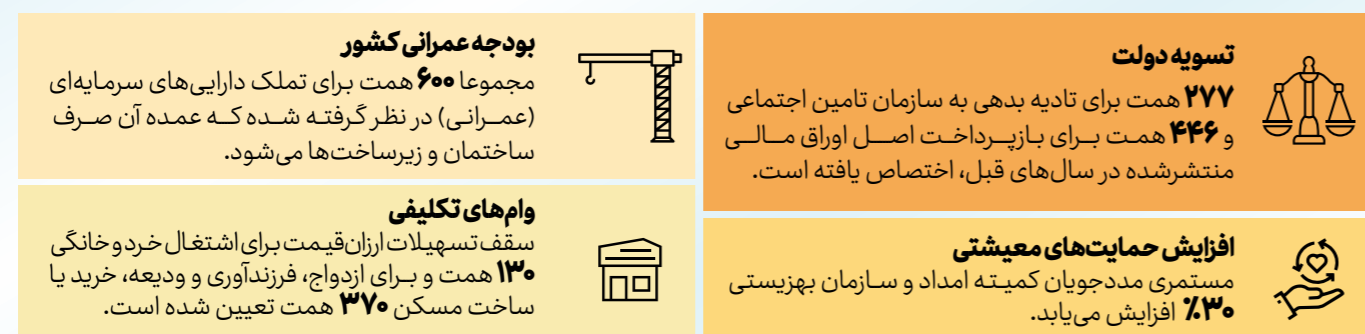 تسویه دولت
۲۷۷ همت برای تادیه بدهی به سازمان تامین اجتماعی
و ۴۴۶ همت برای بازپرداخت اصل اوراق مالی
منتشرشده در سال‌های قبل، اختصاص یافته است.
افزایش حمایت‌های معیشتی
مستمری مددجویان کمیته امداد و سازمان بهزیستی
۳۰٪ افزایش می‌یابد.
بودجه عمرانی کشور
مجموعا ۶۰۰ همت برای تملک دارایی‌های سرمایه‌ای
(عمرانی) در نظر گرفته شده که عمده آن صرف
ساختمان و زیرساخت‌ها می‌شود.
وام‌های تکلیفی
سقف تسهیلات ارزان‌قیمت برای اشتغال خرد و خانگی
۱۳۰ همت و برای ازدواج، فرزندآوری و ودیعه، خرید یا
ساخت مسکن ۳۷۰ همت تعیین شده است.